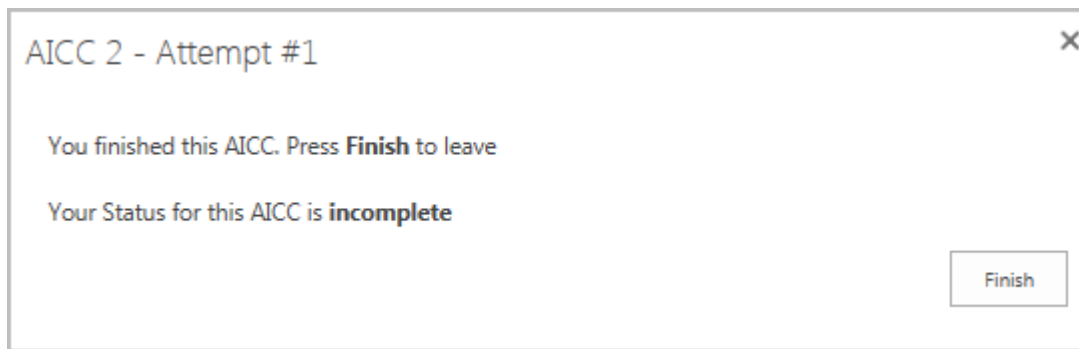 AICC 2 - Attempt #1
You finished this AICC. Press Finish to leave
Your Status for this AICC is incomplete
Finish